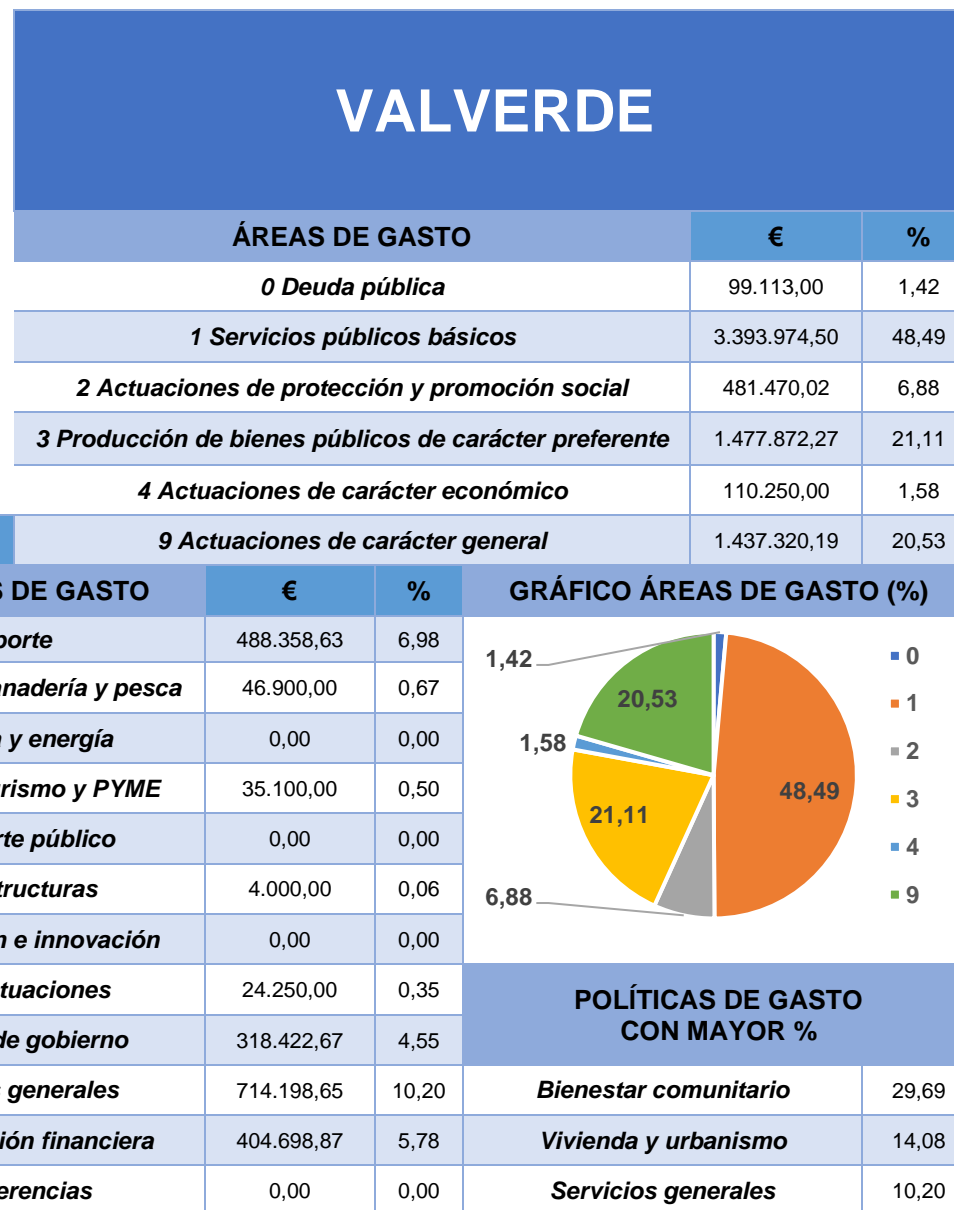 VALVERDE
ÁREAS DE GASTO € %
0 Deuda pública 99.113,00 1,42
1 Servicios públicos básicos 3.393.974,50 48,49
2 Actuaciones de protección y promoción social 481.470,02 6,88
3 Producción de bienes públicos de carácter preferente 1.477.872,27 21,11
4 Actuaciones de carácter económico 110.250,00 1,58
9 Actuaciones de carácter general 1.437.320,19 20,53
DE GASTO € %
488.358,63 6,98
y pesca 46.900,00 0,67
y energía 0,00 0,00
y PYME 35.100,00 0,50
público 0,00 0,00
4.000,00 0,06
e innovación 0,00 0,00
24.250,00 0,35
de gobierno 318.422,67 4,55
generales 714.198,65 10,20
financiera 404.698,87 5,78
0,00 0,00
GRÁFICO ÁREAS DE GASTO (%)
1,42
20,53
1,58
48,49
21,11
6,88
0
1
2
3
4
9
POLÍTICAS DE GASTO
CON MAYOR %
Bienestar comunitario 29,69
Vivienda y urbanismo 14,08
Servicios generales 10,20